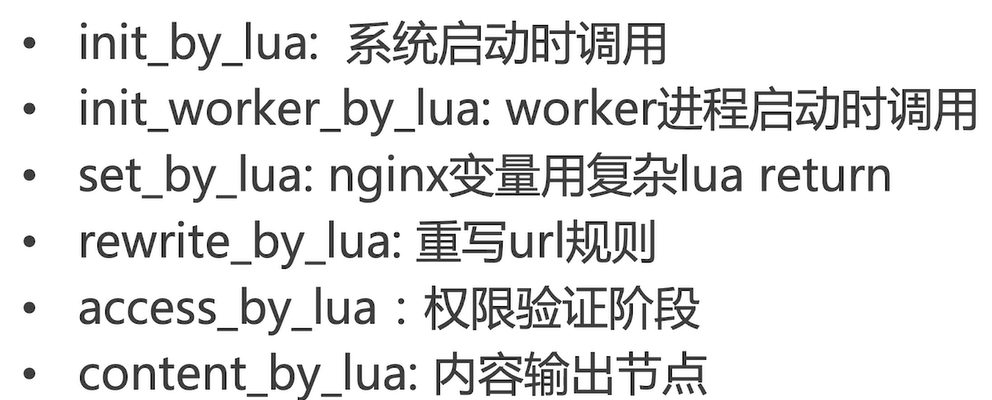 • init_by_lua: 系统启动时调用
• init_worker_by_lua: worker进程启动时调用
• set_by_lua: nginx变量用复杂lua return
• rewrite_by_lua: 重写url规则
• access_by_lua：权限验证阶段
• content_by_lua: 内容输出节点